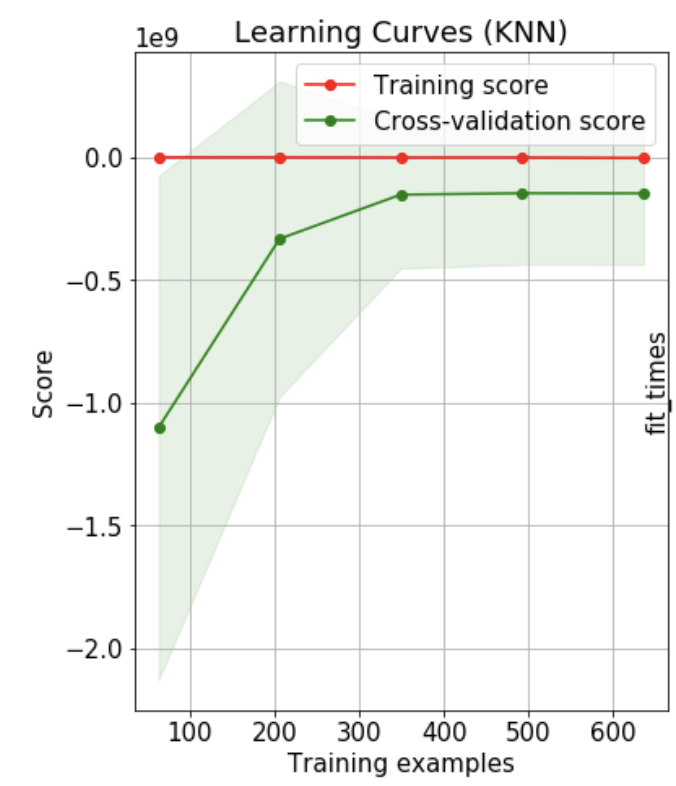 1e9
Learning Curves (KNN)
Training score
Cross-validation score
0.0
−0.5
−1.0
−1.5
−2.0
Score
fit_times
100 200 300 400 500 600
Training examples